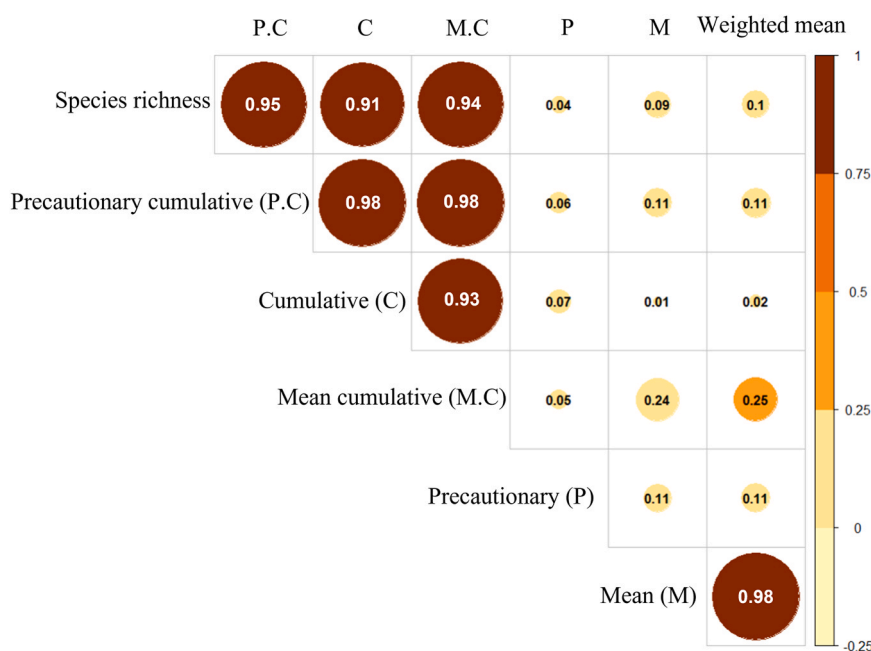 P.C C M.C P M Weighted mean
Species richness 0.95 0.91 0.94 0.04 0.09 0.1
Precautionary cumulative (P.C) 0.98 0.98 0.06 0.11 0.11
Cumulative (C) 0.93 0.07 0.01 0.02
Mean cumulative (M.C) 0.05 0.24 0.25
Precautionary (P) 0.11 0.11
Mean (M) 0.98
1
0.75
0.5
0.25
0
-0.25